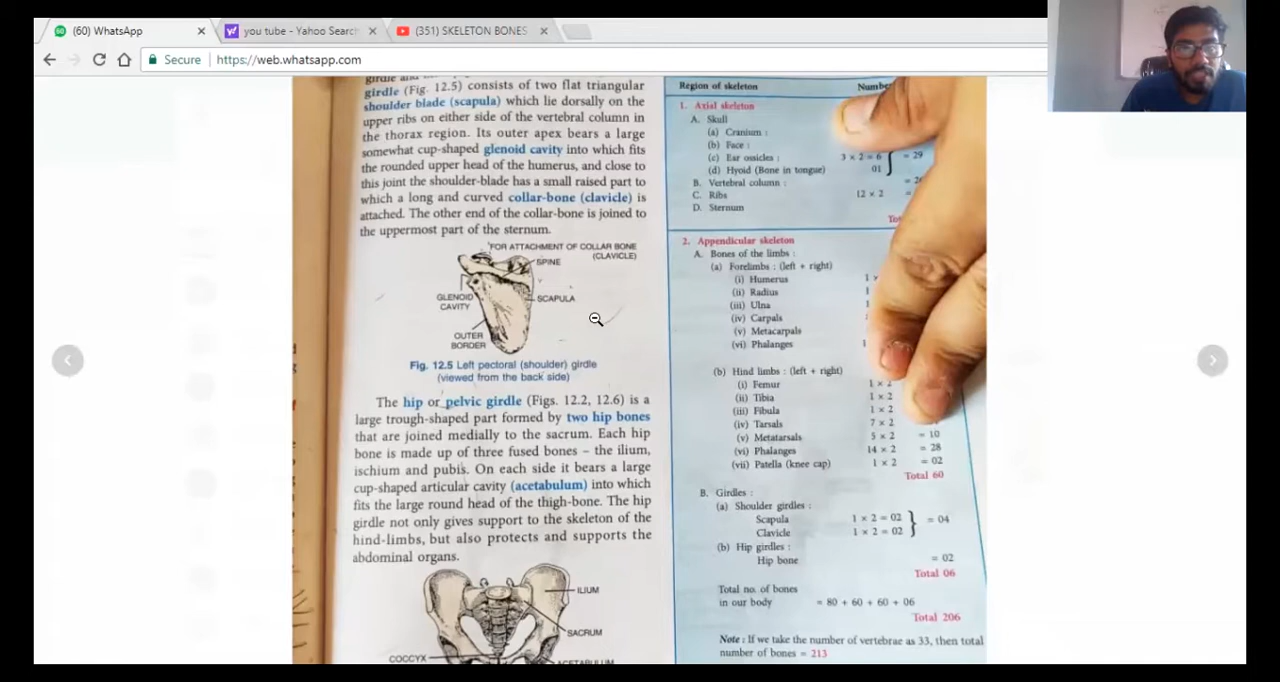 (60) WhatsApp
you tube - Yahoo Search
(351) SKELETON BONES
Secure
https://web.whatsapp.com
girdle (Fig. 12.5) consists of two flat triangular
shoulder blade (scapula) which lie dorsally on the
upper ribs on either side of the vertebral column in
the thorax region. Its outer apex bears a large
somewhat cup-shaped glenoid cavity into which fits
the rounded upper head of the humerus, and close to
this joint the shoulder-blade has a small raised part to
which a long and curved collar-bone (clavicle) is
attached. The other end of the collar-bone is joined to
the uppermost part of the sternum.
FOR ATTACHMENT OF COLLAR BONE
(CLAVICLE)
SPINE
GLENOID
CAVITY
SCAPULA
OUTER
BORDER
Fig. 12.5 Left pectoral (shoulder) girdle
(viewed from the back side)
The hip or pelvic girdle (Figs. 12.2, 12.6) is a
large trough-shaped part formed by two hip bones
that are joined medially to the sacrum. Each hip
bone is made up of three fused bones – the ilium,
ischium and pubis. On each side it bears a large
cup-shaped articular cavity (acetabulum) into which
fits the large round head of the thigh-bone. The hip
girdle not only gives support to the skeleton of the
hind-limbs, but also protects and supports the
abdominal organs.
ILIUM
SACRUM
COCCYX
Region of skeleton
1. Axial skeleton
A. Skull
(a) Cranium :
(b) Face :
(c) Ear ossicles : 3 × 2 = 6
(d) Hyoid (Bone in tongue) 01 } = 29
B. Vertebral column :
C. Ribs 12 × 2
D. Sternum
2. Appendicular skeleton
A. Bones of the limbs :
(a) Forelimbs : (left + right)
(i) Humerus
(ii) Radius
(iii) Ulna
(iv) Carpals
(v) Metacarpals
(vi) Phalanges
(b) Hind limbs : (left + right)
(i) Femur 1 × 2
(ii) Tibia 1 × 2
(iii) Fibula 1 × 2
(iv) Tarsals 7 × 2
(v) Metatarsals 5 × 2 = 10
(vi) Phalanges 14 × 2 = 28
(vii) Patella (knee cap) 1 × 2 = 02
Total 60
B. Girdles :
(a) Shoulder girdles :
Scapula 1 × 2 = 02
Clavicle 1 × 2 = 02 } = 04
(b) Hip girdles :
Hip bone = 02
Total 06
Total no. of bones
in our body = 80 + 60 + 60 + 06
Total 206
Note : If we take the number of vertebrae as 33, then total
number of bones = 213